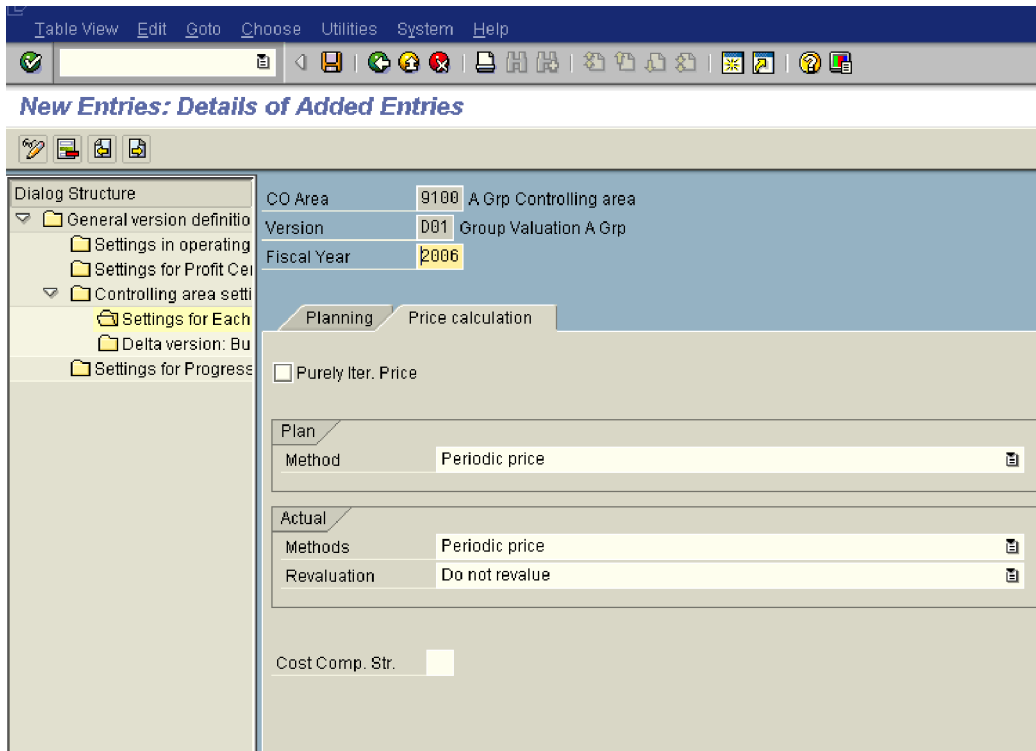 Table View Edit Goto Choose Utilities System Help
New Entries: Details of Added Entries
Dialog Structure
General version definitio
Settings in operating
Settings for Profit Cei
Controlling area setti
Settings for Each
Delta version: Bu
Settings for Progress
CO Area 9100 A Grp Controlling area
Version D01 Group Valuation A Grp
Fiscal Year 2006
Planning Price calculation
Purely Iter. Price
Plan
Method Periodic price
Actual
Methods Periodic price
Revaluation Do not revalue
Cost Comp. Str.